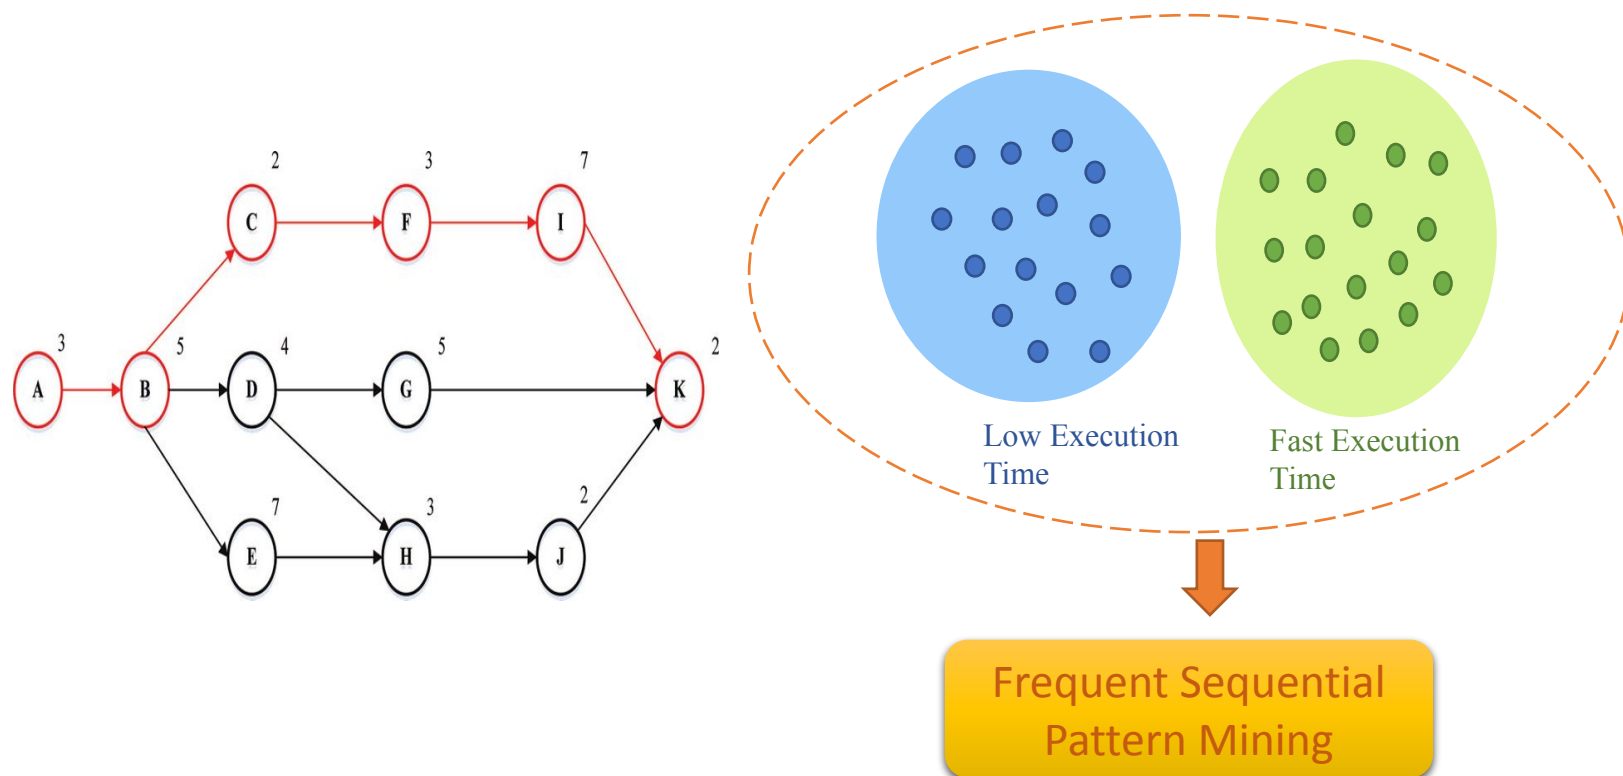 2 3 7
C F I
3 5 4 5 2
A B D G K
7 3 2
E H J
Low Execution
Time
Fast Execution
Time
Frequent Sequential
Pattern Mining